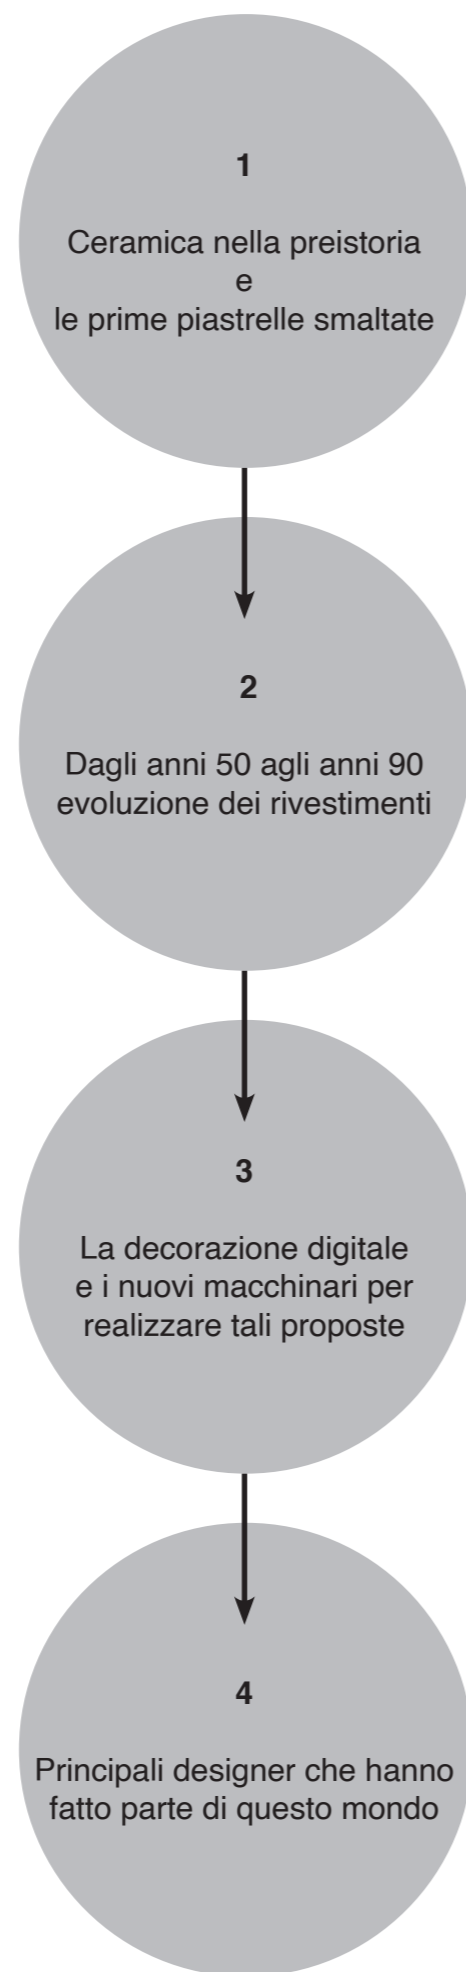 1
Ceramica nella preistoria
e
le prime piastrelle smaltate
2
Dagli anni 50 agli anni 90
evoluzione dei rivestimenti
3
La decorazione digitale
e i nuovi macchinari per
realizzare tali proposte
4
Principali designer che hanno
fatto parte di questo mondo